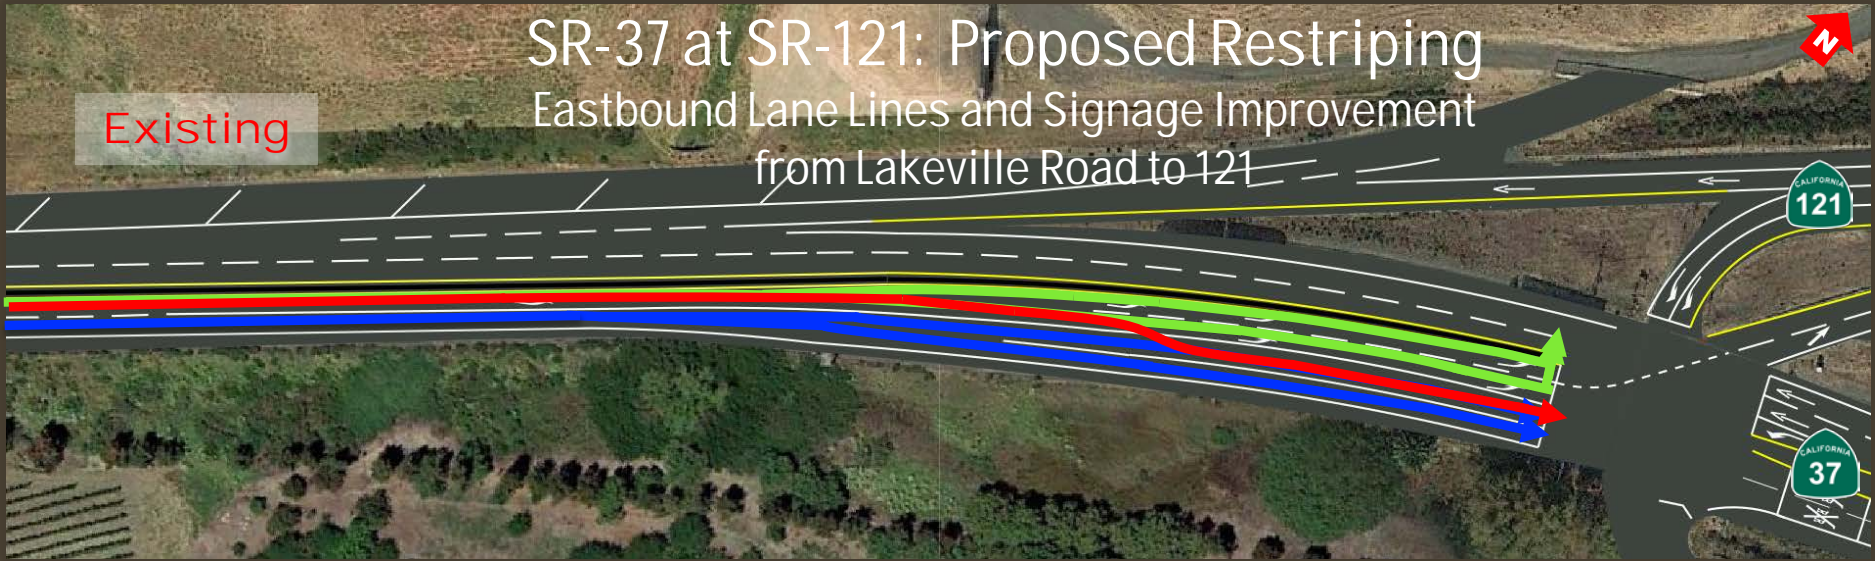 SR-37 at SR-121: Proposed Restriping
Eastbound Lane Lines and Signage Improvement
from Lakeville Road to 121
Existing
N
CALIFORNIA
121
CALIFORNIA
37